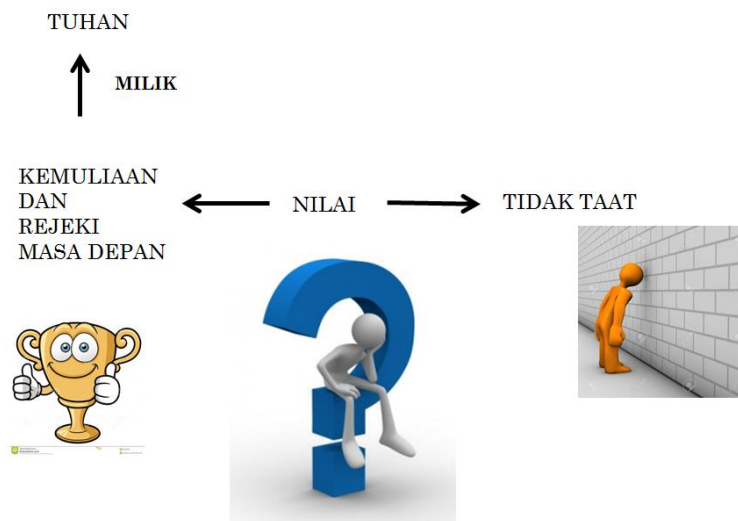 TUHAN
MILIK
KEMULIAAN
DAN
REJEKI
MASA DEPAN
NILAI
TIDAK TAAT